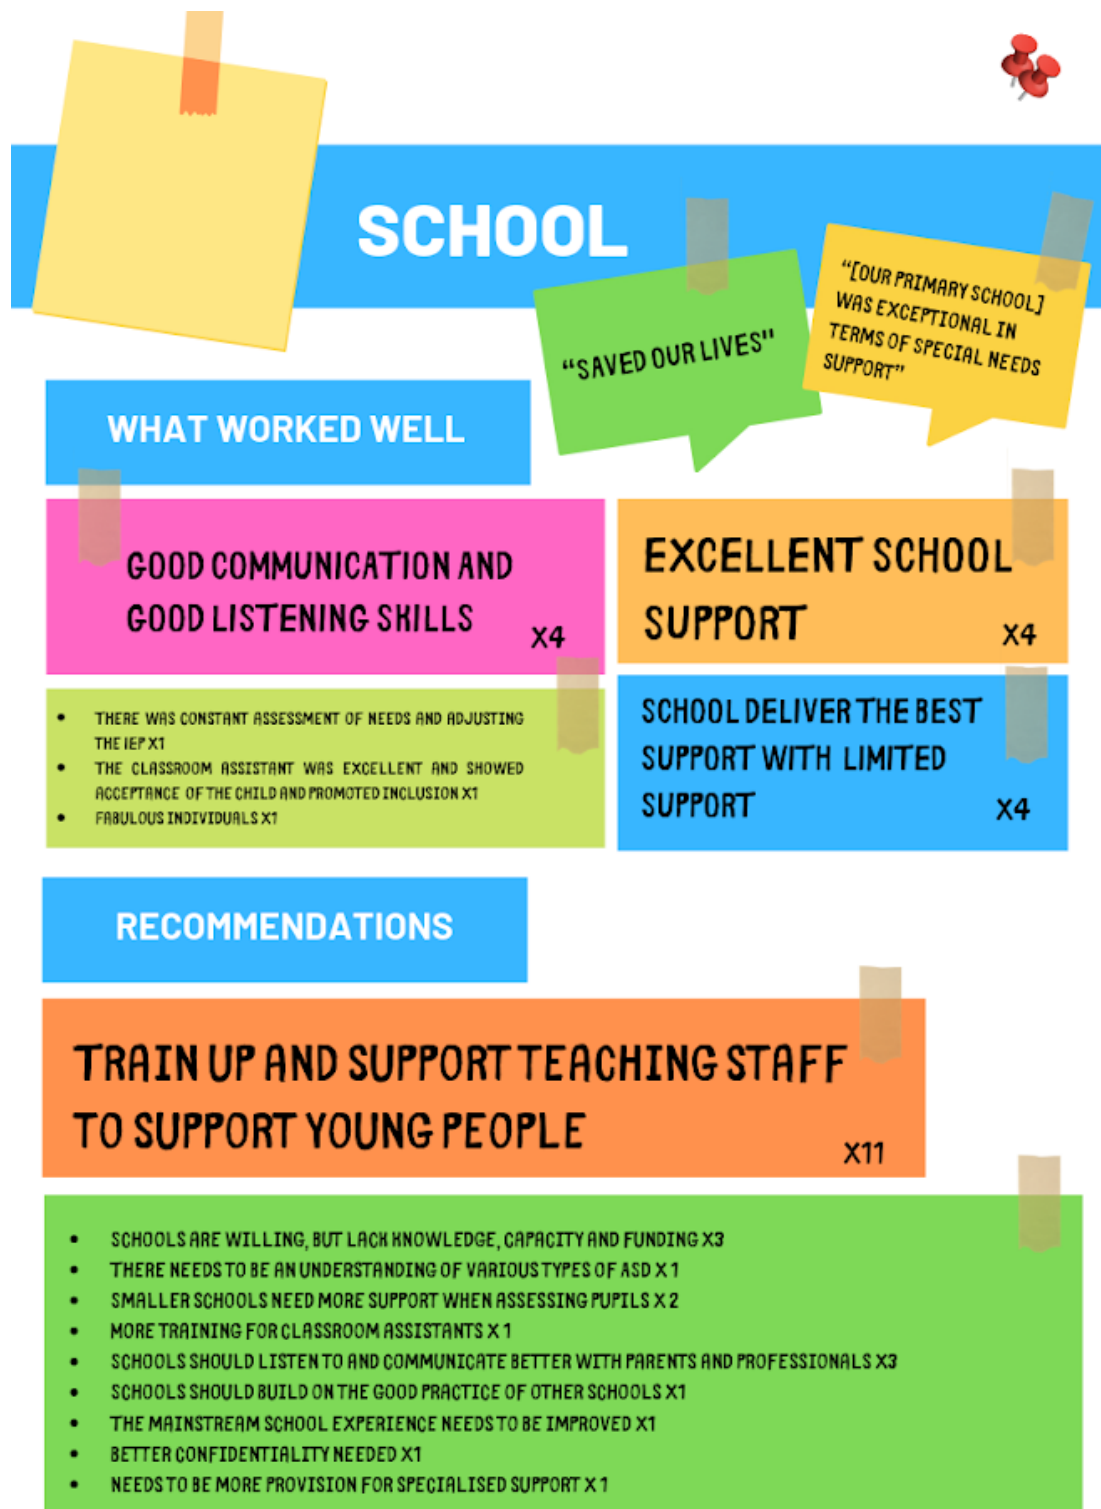 SCHOOL
"SAVED OUR LIVES"
"[OUR PRIMARY SCHOOL]
WAS EXCEPTIONAL IN
TERMS OF SPECIAL NEEDS
SUPPORT"
WHAT WORKED WELL
GOOD COMMUNICATION AND
GOOD LISTENING SKILLS
X4
EXCELLENT SCHOOL
SUPPORT
X4
• THERE WAS CONSTANT ASSESSMENT OF NEEDS AND ADJUSTING
THE IEP X1
• THE CLASSROOM ASSISTANT WAS EXCELLENT AND SHOWED
ACCEPTANCE OF THE CHILD AND PROMOTED INCLUSION X1
• FABULOUS INDIVIDUALS X1
SCHOOL DELIVER THE BEST
SUPPORT WITH LIMITED
SUPPORT
X4
RECOMMENDATIONS
TRAIN UP AND SUPPORT TEACHING STAFF
TO SUPPORT YOUNG PEOPLE
X11
• SCHOOLS ARE WILLING, BUT LACK KNOWLEDGE, CAPACITY AND FUNDING X3
• THERE NEEDS TO BE AN UNDERSTANDING OF VARIOUS TYPES OF ASD X 1
• SMALLER SCHOOLS NEED MORE SUPPORT WHEN ASSESSING PUPILS X 2
• MORE TRAINING FOR CLASSROOM ASSISTANTS X 1
• SCHOOLS SHOULD LISTEN TO AND COMMUNICATE BETTER WITH PARENTS AND PROFESSIONALS X3
• SCHOOLS SHOULD BUILD ON THE GOOD PRACTICE OF OTHER SCHOOLS X1
• THE MAINSTREAM SCHOOL EXPERIENCE NEEDS TO BE IMPROVED X1
• BETTER CONFIDENTIALITY NEEDED X1
• NEEDS TO BE MORE PROVISION FOR SPECIALISED SUPPORT X 1